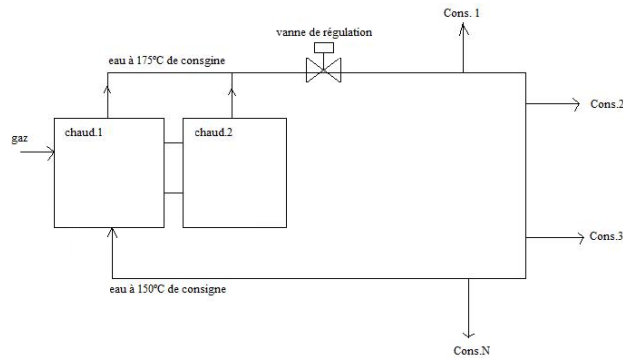 Cons. 1
vanne de régulation
eau à 175°C de consgine
Cons.2
chaud.1
chaud.2
gaz
Cons.3
eau à 150°C de consigne
Cons.N